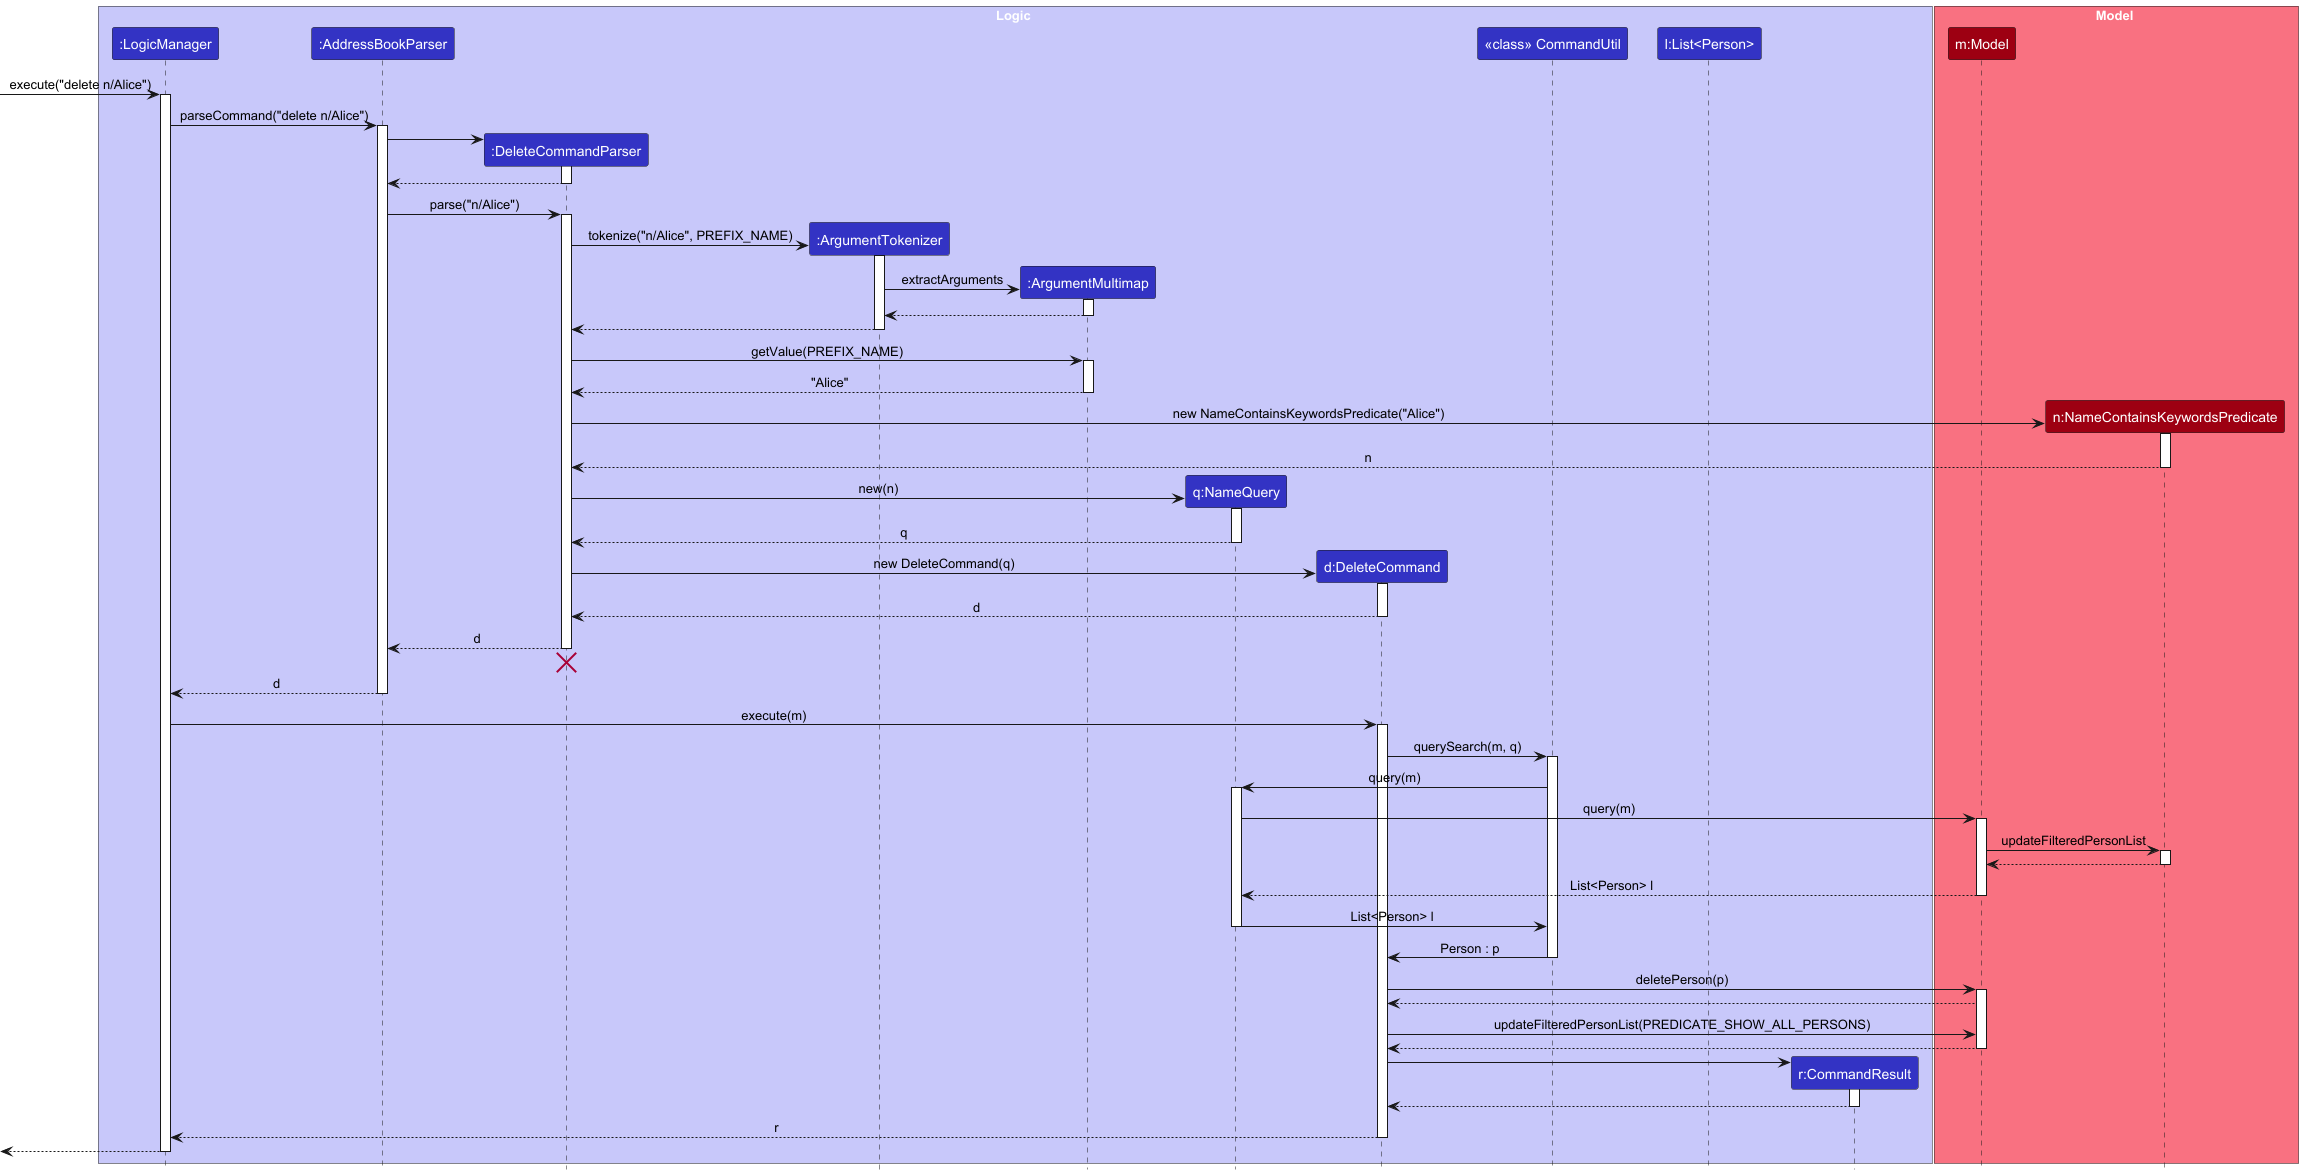 Logic
Model
:LogicManager
:AddressBookParser
«class» CommandUtil
l:List<Person>
m:Model
execute("delete n/Alice")
parseCommand("delete n/Alice")
:DeleteCommandParser
parse("n/Alice")
tokenize("n/Alice", PREFIX_NAME)
:ArgumentTokenizer
extractArguments
:ArgumentMultimap
getValue(PREFIX_NAME)
"Alice"
new NameContainsKeywordsPredicate("Alice")
n:NameContainsKeywordsPredicate
n
new(n)
q:NameQuery
q
new DeleteCommand(q)
d:DeleteCommand
d
d
d
execute(m)
querySearch(m, q)
query(m)
query(m)
updateFilteredPersonList
List<Person> l
List<Person> l
Person : p
deletePerson(p)
updateFilteredPersonList(PREDICATE_SHOW_ALL_PERSONS)
r:CommandResult
r